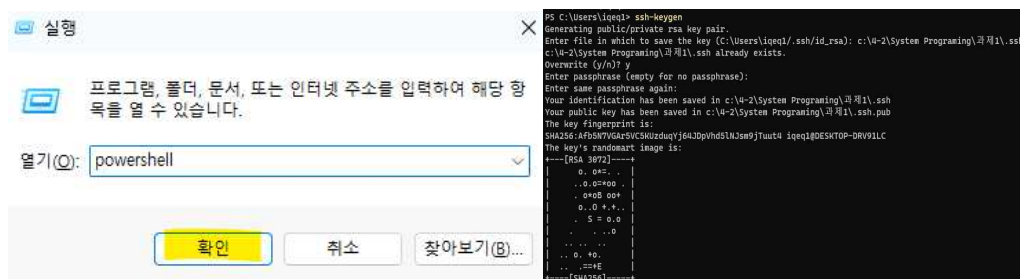 실행
프로그램, 폴더, 문서, 또는 인터넷 주소를 입력하여 해당 항
목을 열 수 있습니다.
열기(O): powershell
확인 취소 찾아보기(B)...
PS C:\Users\iqeq1> ssh-keygen
Generating public/private rsa key pair.
Enter file in which to save the key (C:\Users\iqeq1/.ssh/id_rsa): c:\4-2\System Programing\과제1\.ssh
c:\4-2\System Programing\과제1\.ssh already exists.
Overwrite (y/n)? y
Enter passphrase (empty for no passphrase):
Enter same passphrase again:
Your identification has been saved in c:\4-2\System Programing\과제1\.ssh
Your public key has been saved in c:\4-2\System Programing\과제1\.ssh.pub
The key fingerprint is:
iqeq1@DESKTOP-DRV91LC
The key's randomart image is:
+---[RSA 3072]----+
| o. o*=. . |
| ..o.o=*oo . |
| . o*oB oo+ |
| o..O +.+.. |
| . S = o.o |
| . . ..o |
| .. .. .. |
| .. o. +o. |
| .. .==+E |
+----[SHA256]-----+